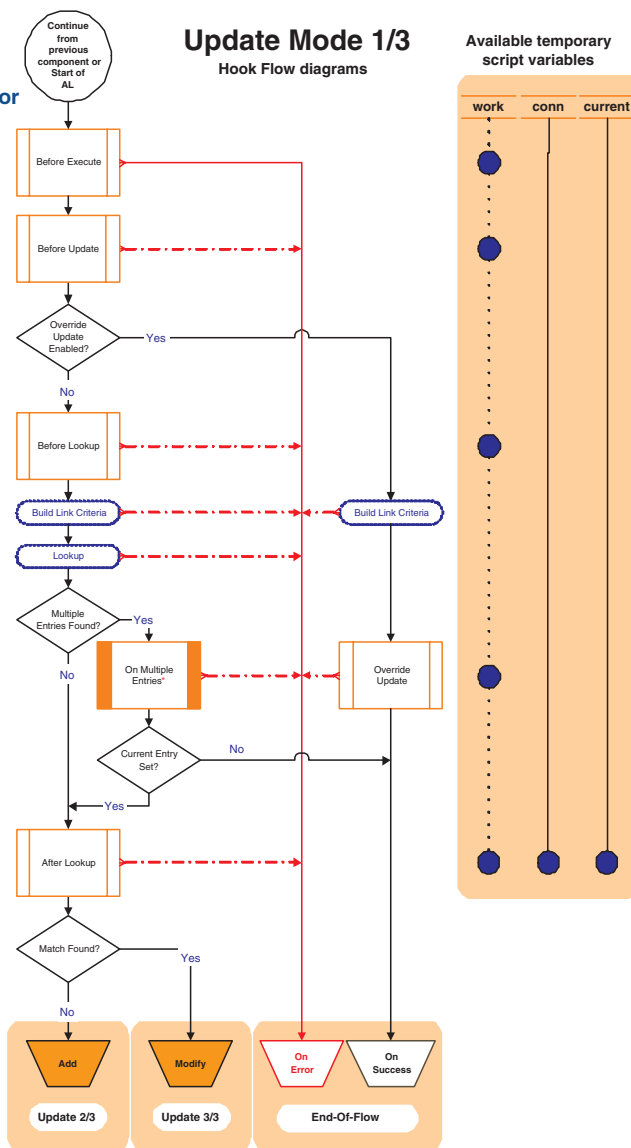 Continue
from
previous
component or
Start of
AL
or
Update Mode 1/3
Hook Flow diagrams
Available temporary
script variables
work
conn
current
Before Execute
Before Update
Override
Update
Enabled?
Yes
No
Before Lookup
Build Link Criteria
Build Link Criteria
Lookup
Multiple
Entries Found?
Yes
No
On Multiple
Entries*
Override
Update
Current Entry
Set?
No
Yes
After Lookup
Match Found?
Yes
No
Add
Modify
On
Error
On
Success
Update 2/3
Update 3/3
End-Of-Flow